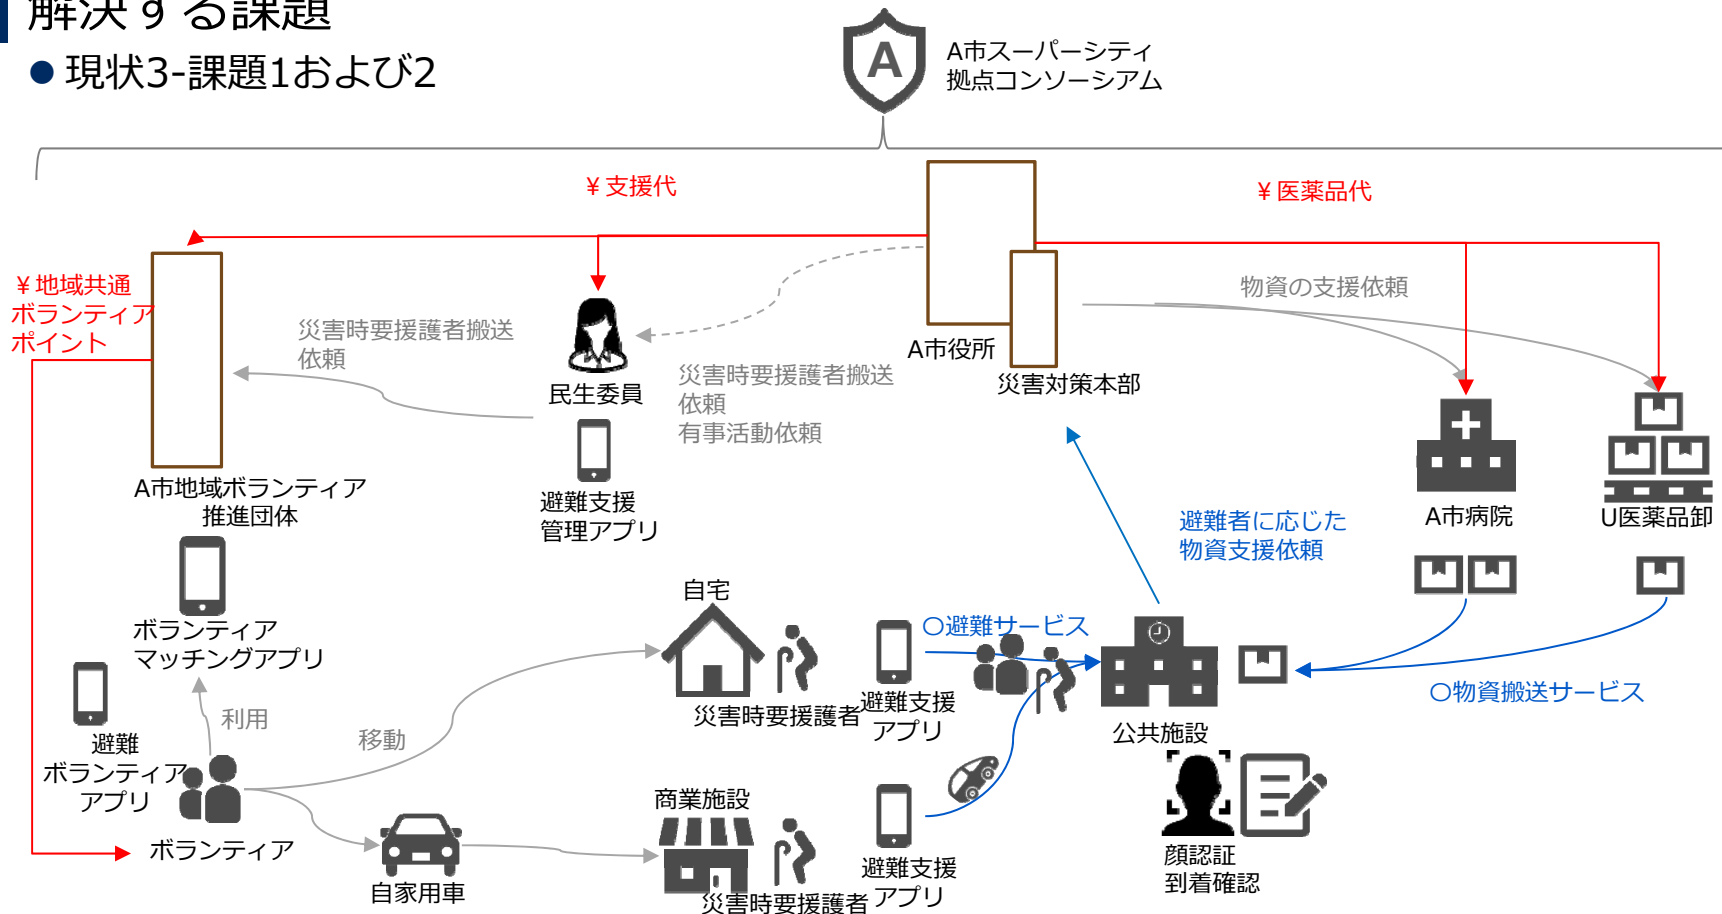 解決する課題
現状3-課題1および2
A
A市スーパーシティ
拠点コンソーシアム
￥支援代
￥医薬品代
￥地域共通
ボランティア
ポイント
災害時要援護者搬送
依頼
民生委員
災害時要援護者搬送
依頼
有事活動依頼
A市役所
災害対策本部
物資の支援依頼
A市地域ボランティア
推進団体
避難支援
管理アプリ
避難者に応じた
物資支援依頼
A市病院
U医薬品卸
ボランティア
マッチングアプリ
自宅
災害時要援護者
避難支援
アプリ
〇避難サービス
公共施設
〇物資搬送サービス
利用
移動
避難
ボランティア
アプリ
ボランティア
自家用車
商業施設
災害時要援護者
避難支援
アプリ
顔認証
到着確認